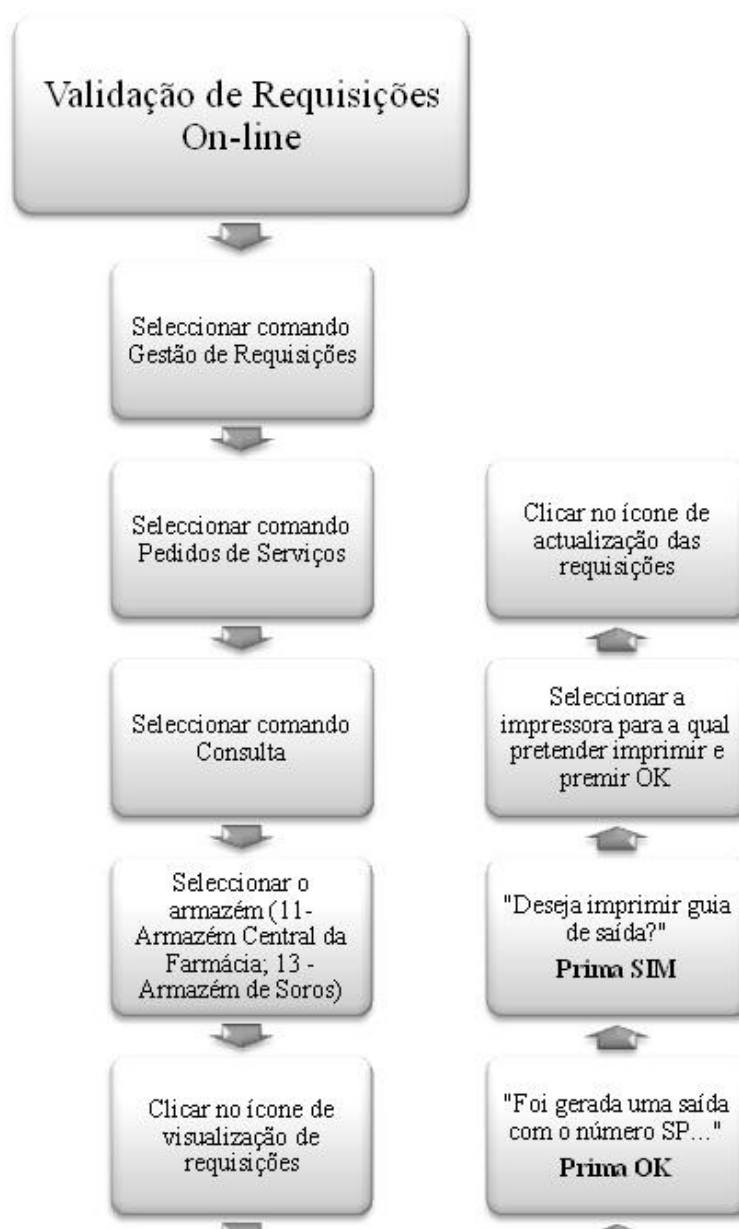 Validação de Requisições
On-line
Seleccionar comando
Gestão de Requisições
Seleccionar comando
Pedidos de Serviços
Seleccionar comando
Consulta
Seleccionar o
armazém (11-
Armazém Central da
Farmácia; 13 -
Armazém de Soros)
Clicar no ícone de
visualização de
requisições
Clicar no ícone de
actualização das
requisições
Seleccionar a
impressora para a qual
pretender imprimir e
premir OK
"Deseja imprimir guia
de saída?"
Prima SIM
"Foi gerada uma saída
com o número SP..."
Prima OK